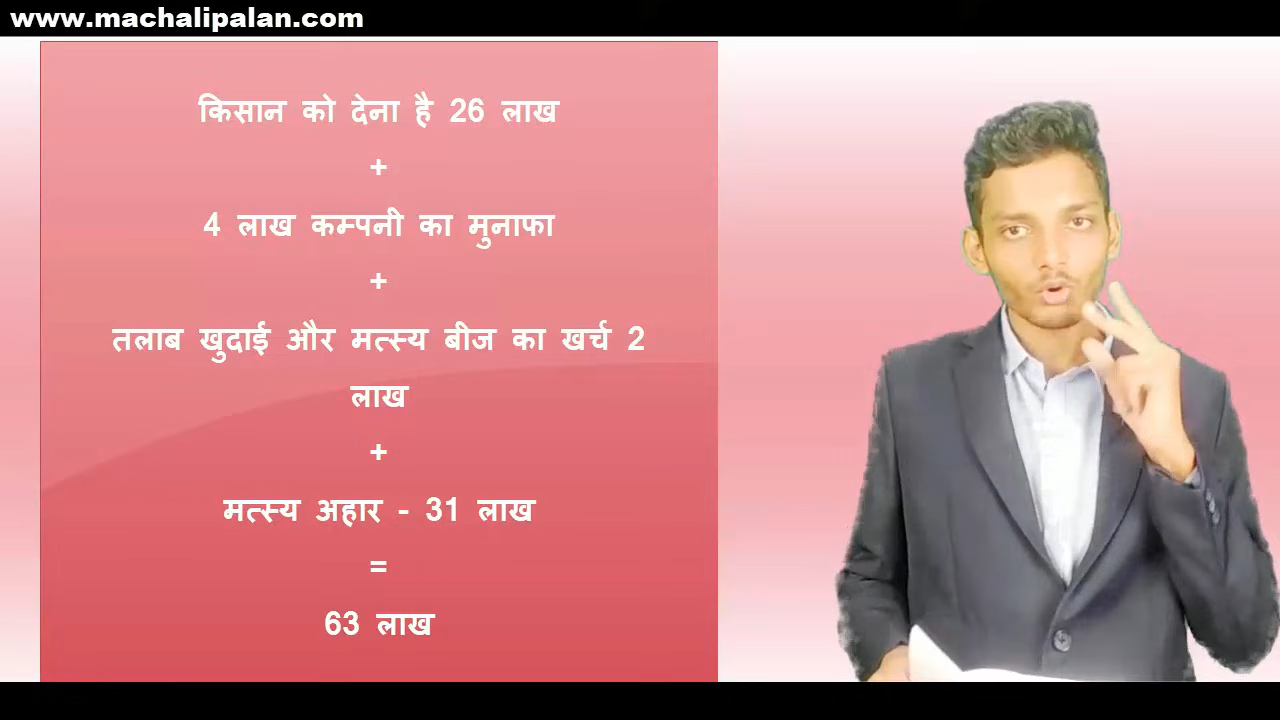 www.machalipalan.com
किसान को देना है 26 लाख
+
4 लाख कम्पनी का मुनाफा
+
तलाब खुदाई और मत्स्य बीज का खर्च 2
लाख
+
मत्स्य अहार - 31 लाख
=
63 लाख